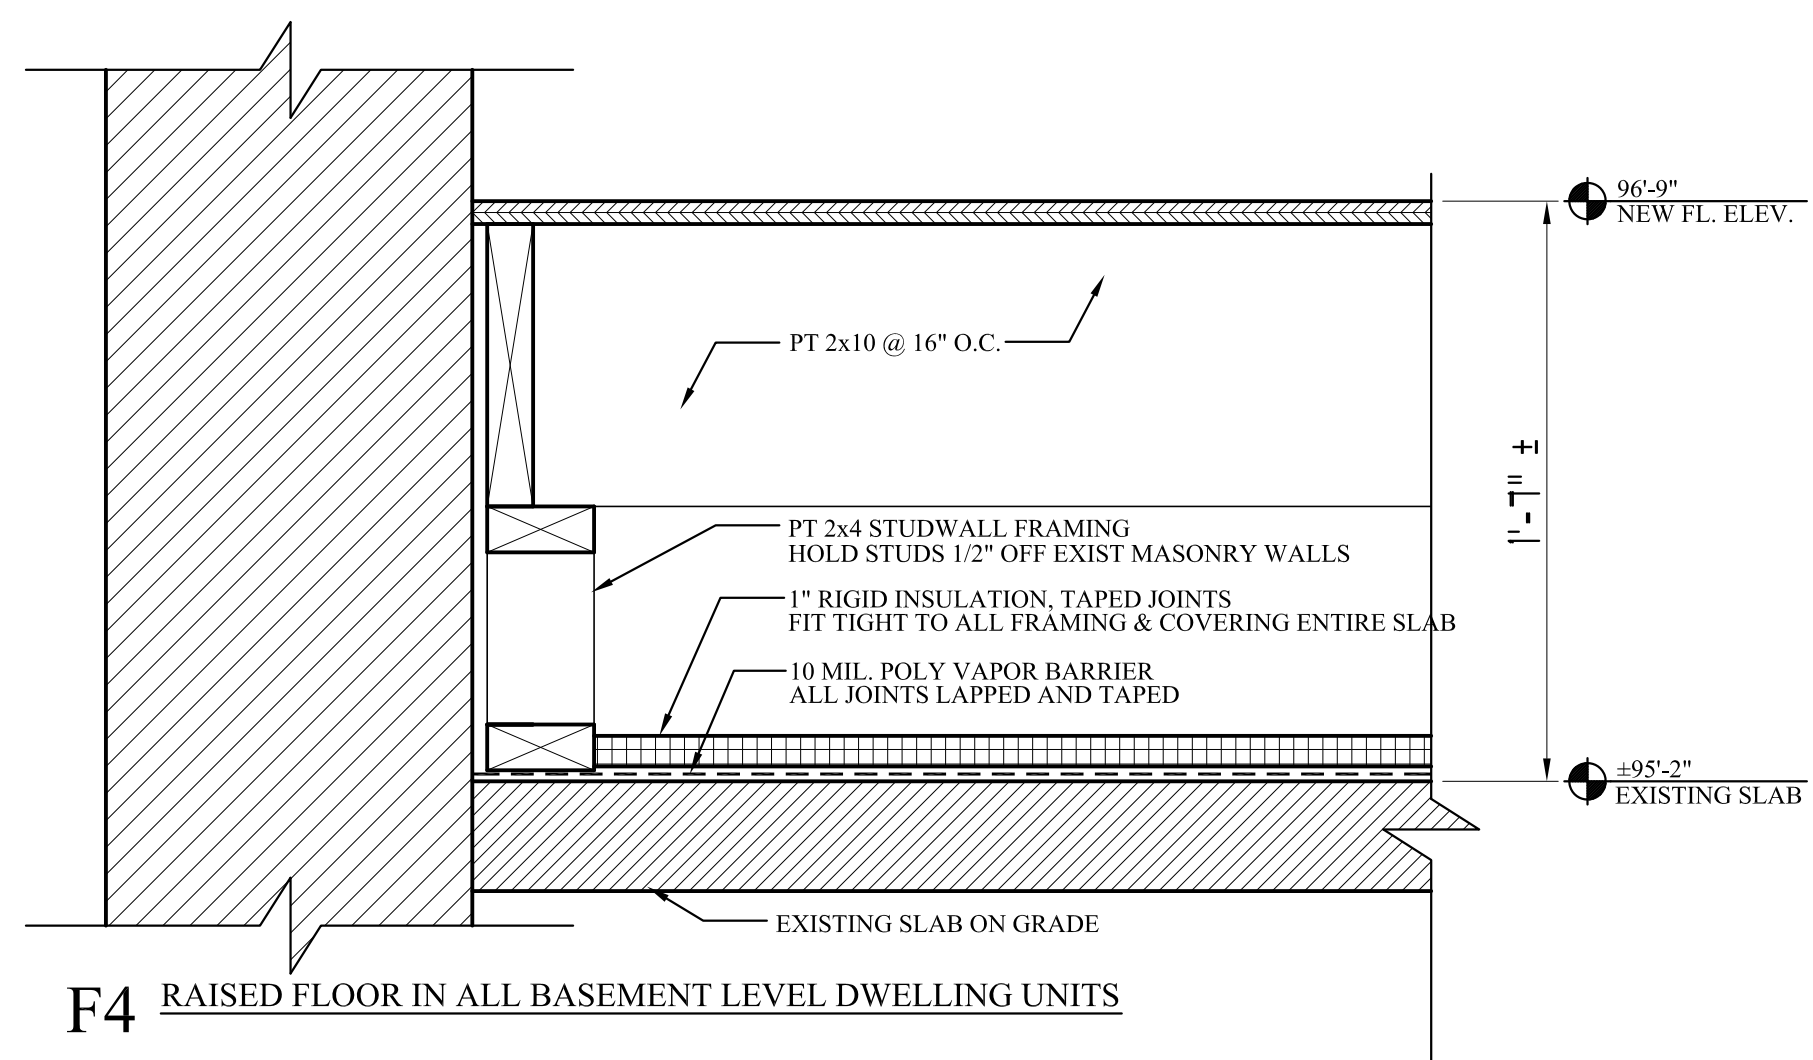 96'-9"
NEW FL. ELEV.
PT 2x10 @ 16" O.C.
1'-7" ±
PT 2x4 STUDWALL FRAMING
HOLD STUDS 1/2" OFF EXIST MASONRY WALLS
1" RIGID INSULATION, TAPED JOINTS
FIT TIGHT TO ALL FRAMING & COVERING ENTIRE SLAB
10 MIL. POLY VAPOR BARRIER
ALL JOINTS LAPPED AND TAPED
±95'-2"
EXISTING SLAB
EXISTING SLAB ON GRADE
F4 RAISED FLOOR IN ALL BASEMENT LEVEL DWELLING UNITS